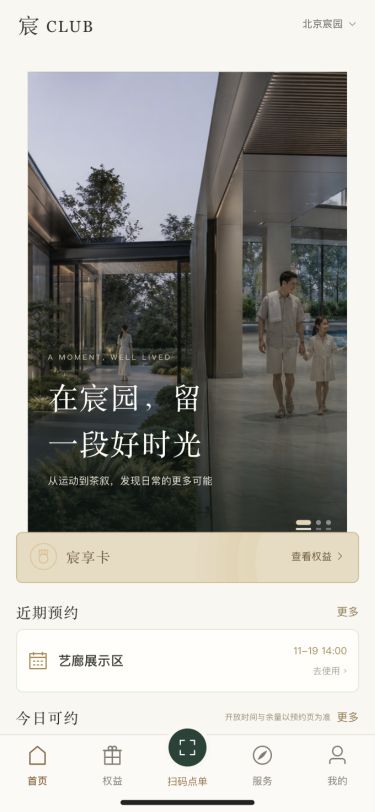 宸 CLUB
北京宸园
A MOMENT, WELL LIVED
在宸园，留
一段好时光
从运动到茶叙，发现日常的更多可能
宸享卡
查看权益
近期预约
更多
艺廊展示区
11-19 14:00
去使用
今日可约
开放时间与余量以预约页为准
更多
首页
权益
扫码点单
服务
我的